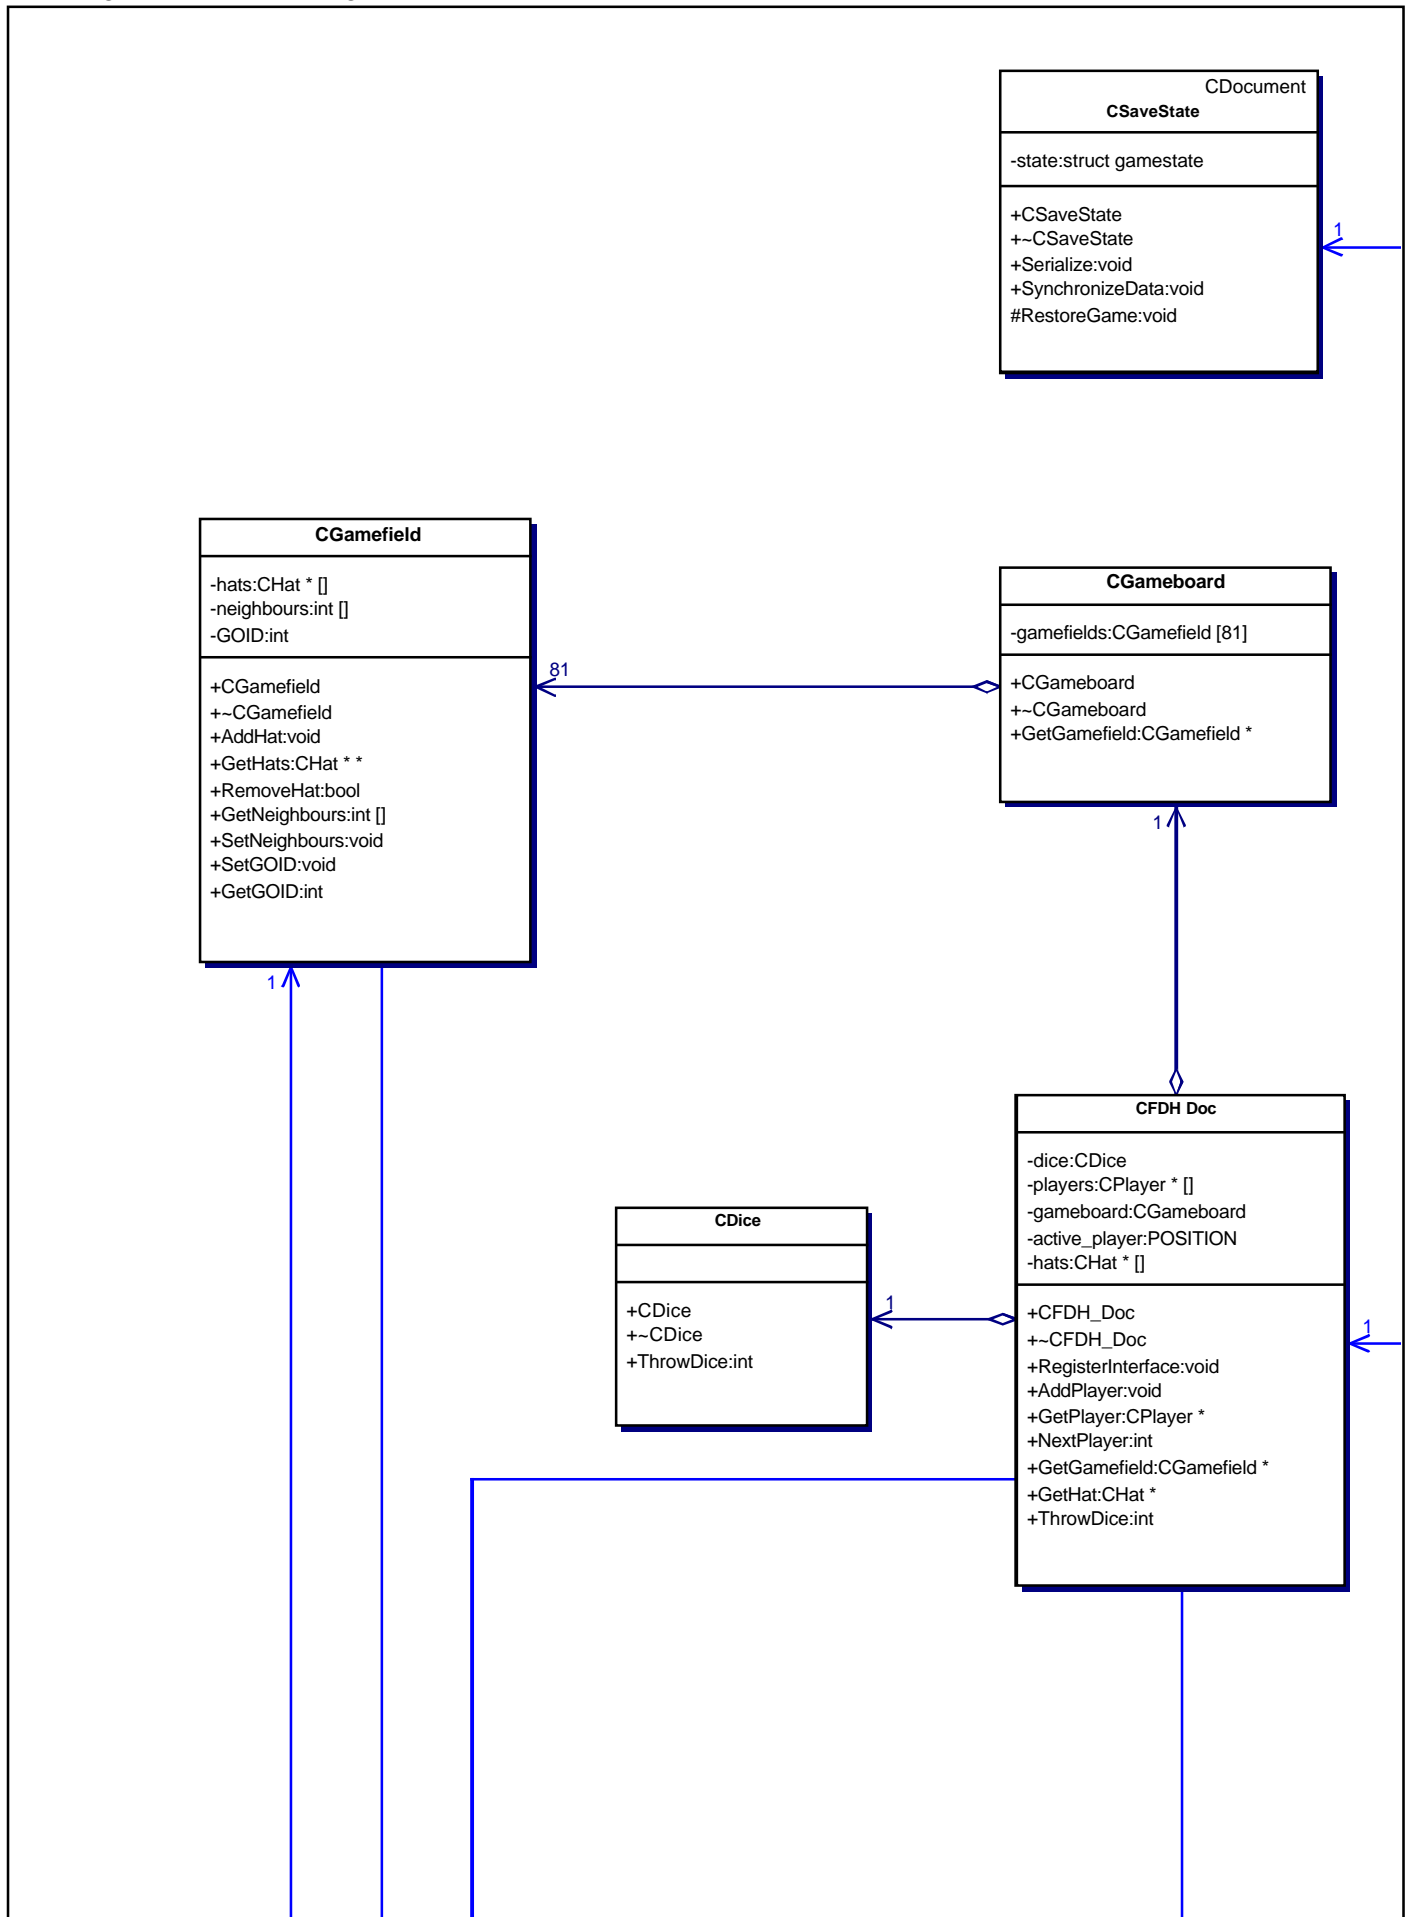 CDocument
CSaveState
-state:struct gamestate
+CSaveState
+~CSaveState
+Serialize:void
+SynchronizeData:void
#RestoreGame:void
1
CGamefield
-hats:CHat * []
-neighbours:int []
-GOID:int
+CGamefield
+~CGamefield
+AddHat:void
+GetHats:CHat * *
+RemoveHat:bool
+GetNeighbours:int []
+SetNeighbours:void
+SetGOID:void
+GetGOID:int
1
81
CGameboard
-gamefields:CGamefield [81]
+CGameboard
+~CGameboard
+GetGamefield:CGamefield *
1
CFDH Doc
-dice:CDice
-players:CPlayer * []
-gameboard:CGameboard
-active_player:POSITION
-hats:CHat * []
+CFDH_Doc
+~CFDH_Doc
+RegisterInterface:void
+AddPlayer:void
+GetPlayer:CPlayer *
+NextPlayer:int
+GetGamefield:CGamefield *
+GetHat:CHat *
+ThrowDice:int
1
CDice
+CDice
+~CDice
+ThrowDice:int
1